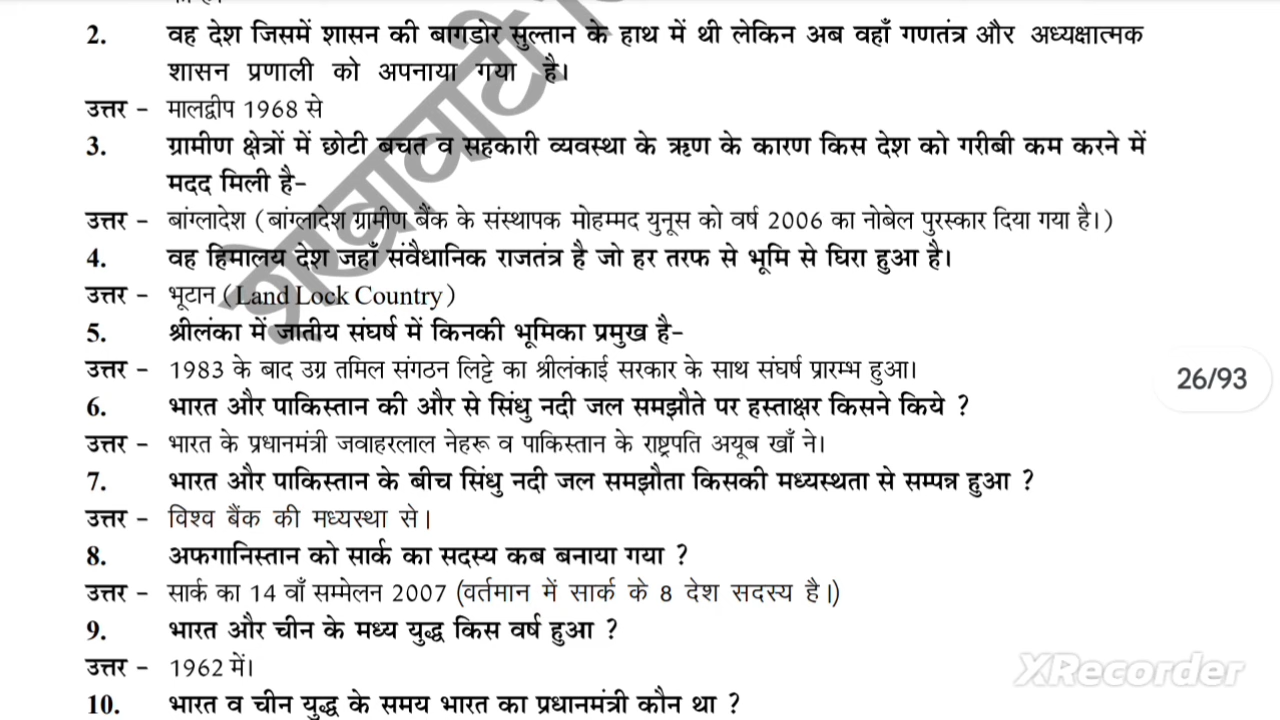 2. वह देश जिसमें शासन की बागडोर सुल्तान के हाथ में थी लेकिन अब वहाँ गणतंत्र और अध्यक्षात्मक
शासन प्रणाली को अपनाया गया है।
उत्तर - मालद्वीप 1968 से
3. ग्रामीण क्षेत्रों में छोटी बचत व सहकारी व्यवस्था के ऋण के कारण किस देश को गरीबी कम करने में
मदद मिली है-
उत्तर - बांग्लादेश (बांग्लादेश ग्रामीण बैंक के संस्थापक मोहम्मद युनूस को वर्ष 2006 का नोबेल पुरस्कार दिया गया है।)
4. वह हिमालय देश जहाँ संवैधानिक राजतंत्र है जो हर तरफ से भूमि से घिरा हुआ है।
उत्तर - भूटान (Land Lock Country)
5. श्रीलंका में जातीय संघर्ष में किनकी भूमिका प्रमुख है-
उत्तर - 1983 के बाद उग्र तमिल संगठन लिट्टे का श्रीलंकाई सरकार के साथ संघर्ष प्रारम्भ हुआ।
26/93
6. भारत और पाकिस्तान की और से सिंधु नदी जल समझौते पर हस्ताक्षर किसने किये ?
उत्तर - भारत के प्रधानमंत्री जवाहरलाल नेहरू व पाकिस्तान के राष्ट्रपति अयूब खाँ ने।
7. भारत और पाकिस्तान के बीच सिंधु नदी जल समझौता किसकी मध्यस्थता से सम्पन्न हुआ ?
उत्तर - विश्व बैंक की मध्यस्था से।
8. अफगानिस्तान को सार्क का सदस्य कब बनाया गया ?
उत्तर - सार्क का 14 वाँ सम्मेलन 2007 (वर्तमान में सार्क के 8 देश सदस्य है।)
9. भारत और चीन के मध्य युद्ध किस वर्ष हुआ ?
उत्तर - 1962 में।
XRecorder
10. भारत व चीन युद्ध के समय भारत का प्रधानमंत्री कौन था ?
शेखावाटी